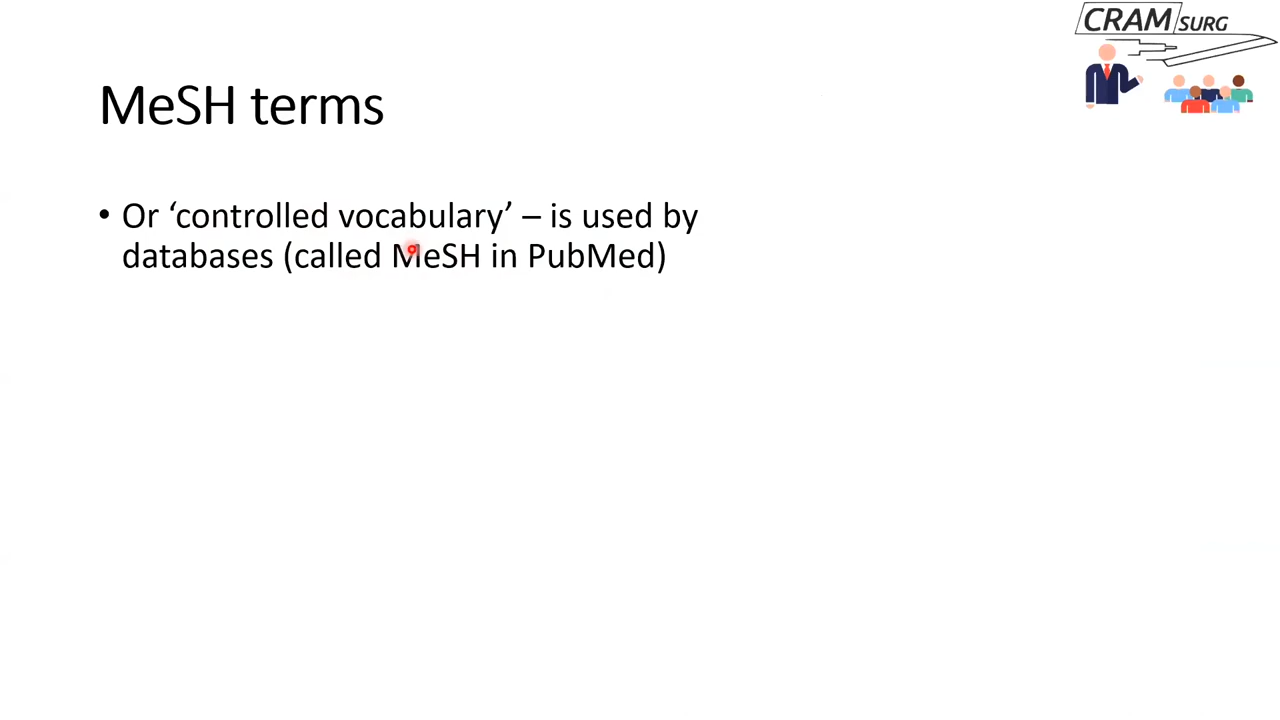 CRAM SURG
MeSH terms
• Or ‘controlled vocabulary’ – is used by
databases (called MeSH in PubMed)